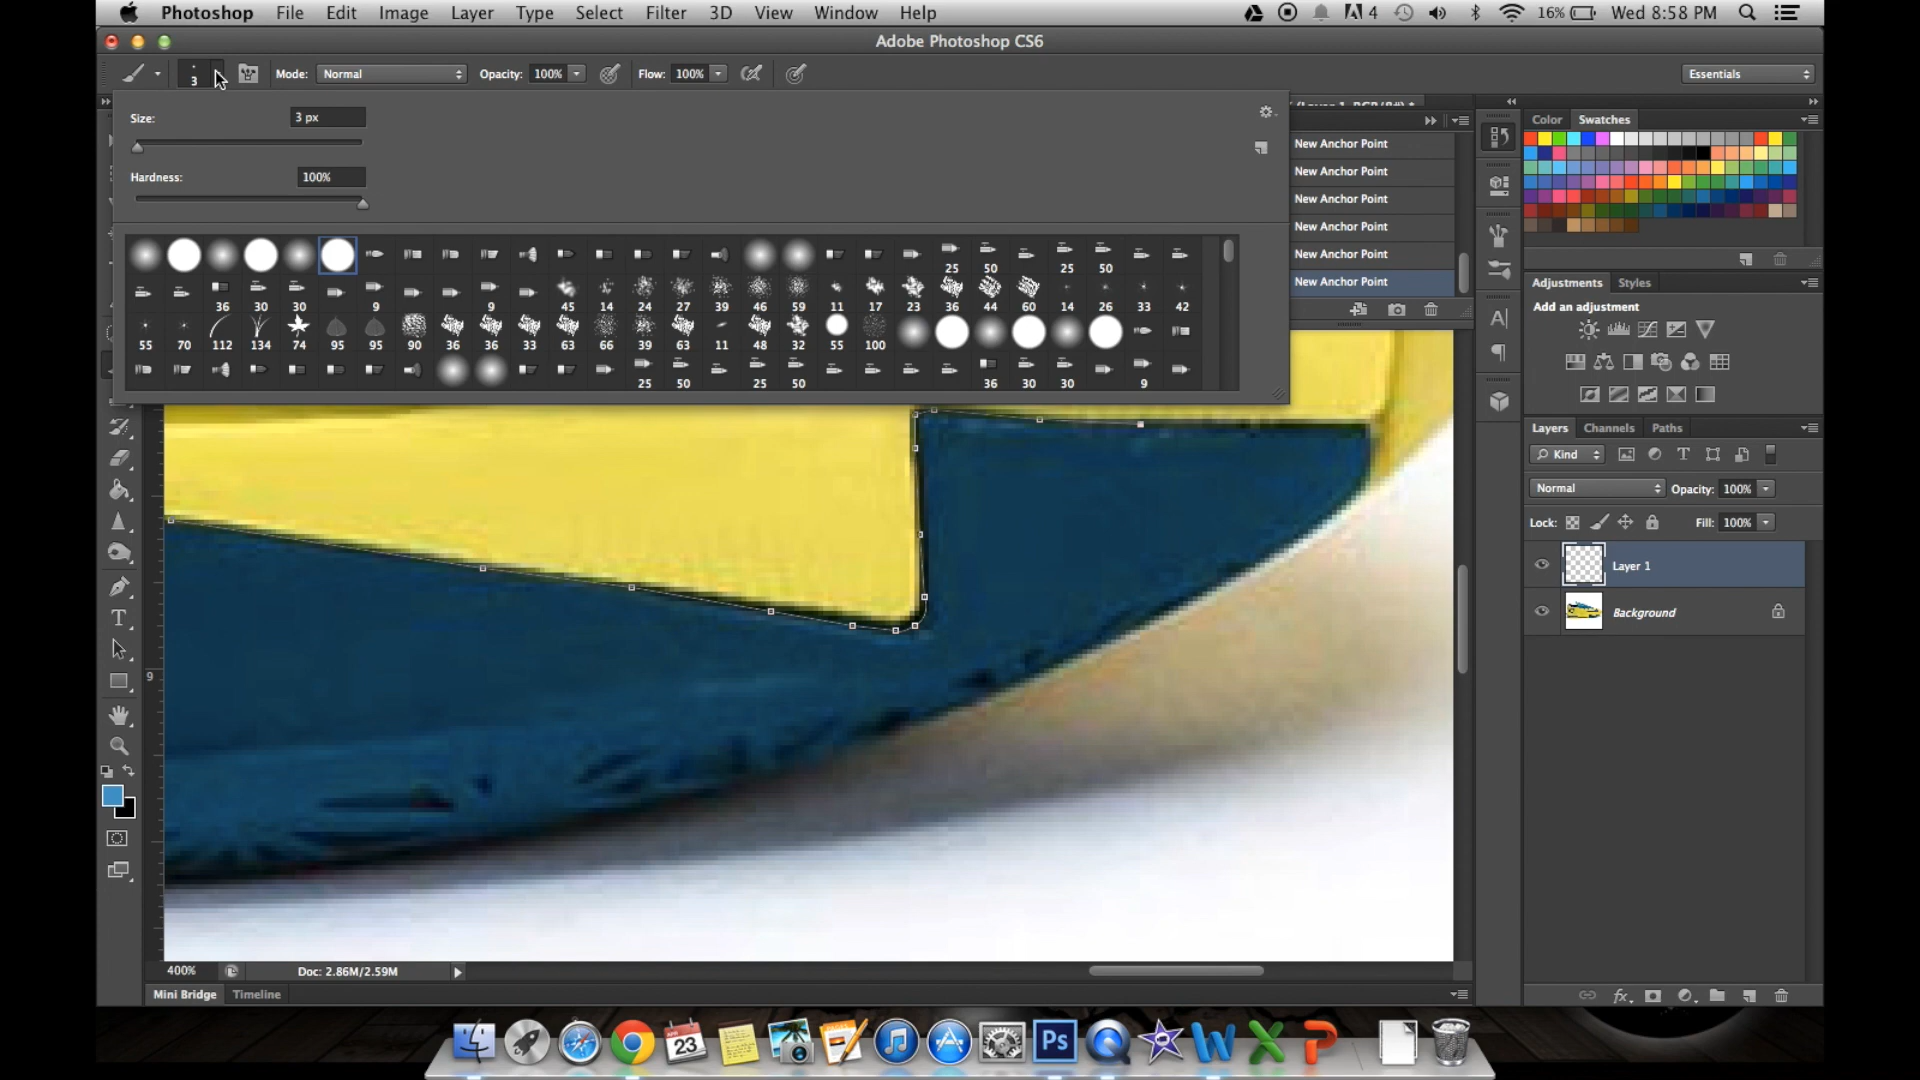 Photoshop File Edit Image Layer Type Select Filter 3D View Window Help 4 16% Wed 8:58 PM
Adobe Photoshop CS6
3 Mode: Normal Opacity: 100% Flow: 100% Essentials
Size: 3 px
Hardness: 100%
25 50 25 50
36 30 30 9 9 45 14 24 27 39 46 59 11 17 23 36 44 60 14 26 33 42
55 70 112 134 74 95 95 90 36 36 33 63 66 39 63 11 48 32 55 100
25 50 25 50 36 30 30 9
New Anchor Point
New Anchor Point
New Anchor Point
New Anchor Point
New Anchor Point
New Anchor Point
Color Swatches
Adjustments Styles
Add an adjustment
Layers Channels Paths
Kind
Normal Opacity: 100%
Lock: Fill: 100%
Layer 1
Background
fx
9
T
A
400% Doc: 2.86M/2.59M
Mini Bridge Timeline
23
Ps